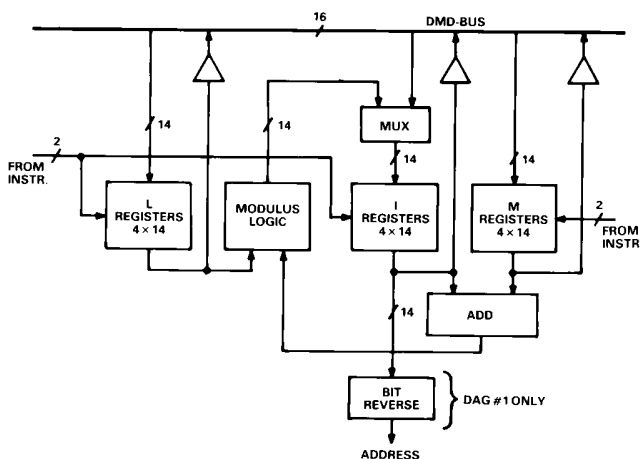 16
DMD-BUS
2
14
14
MUX
14
14
FROM
INSTR.
L
REGISTERS
4 × 14
MODULUS
LOGIC
I
REGISTERS
4 × 14
M
REGISTERS
4 × 14
2
FROM
INSTR
14
ADD
BIT
REVERSE
DAG #1 ONLY
ADDRESS